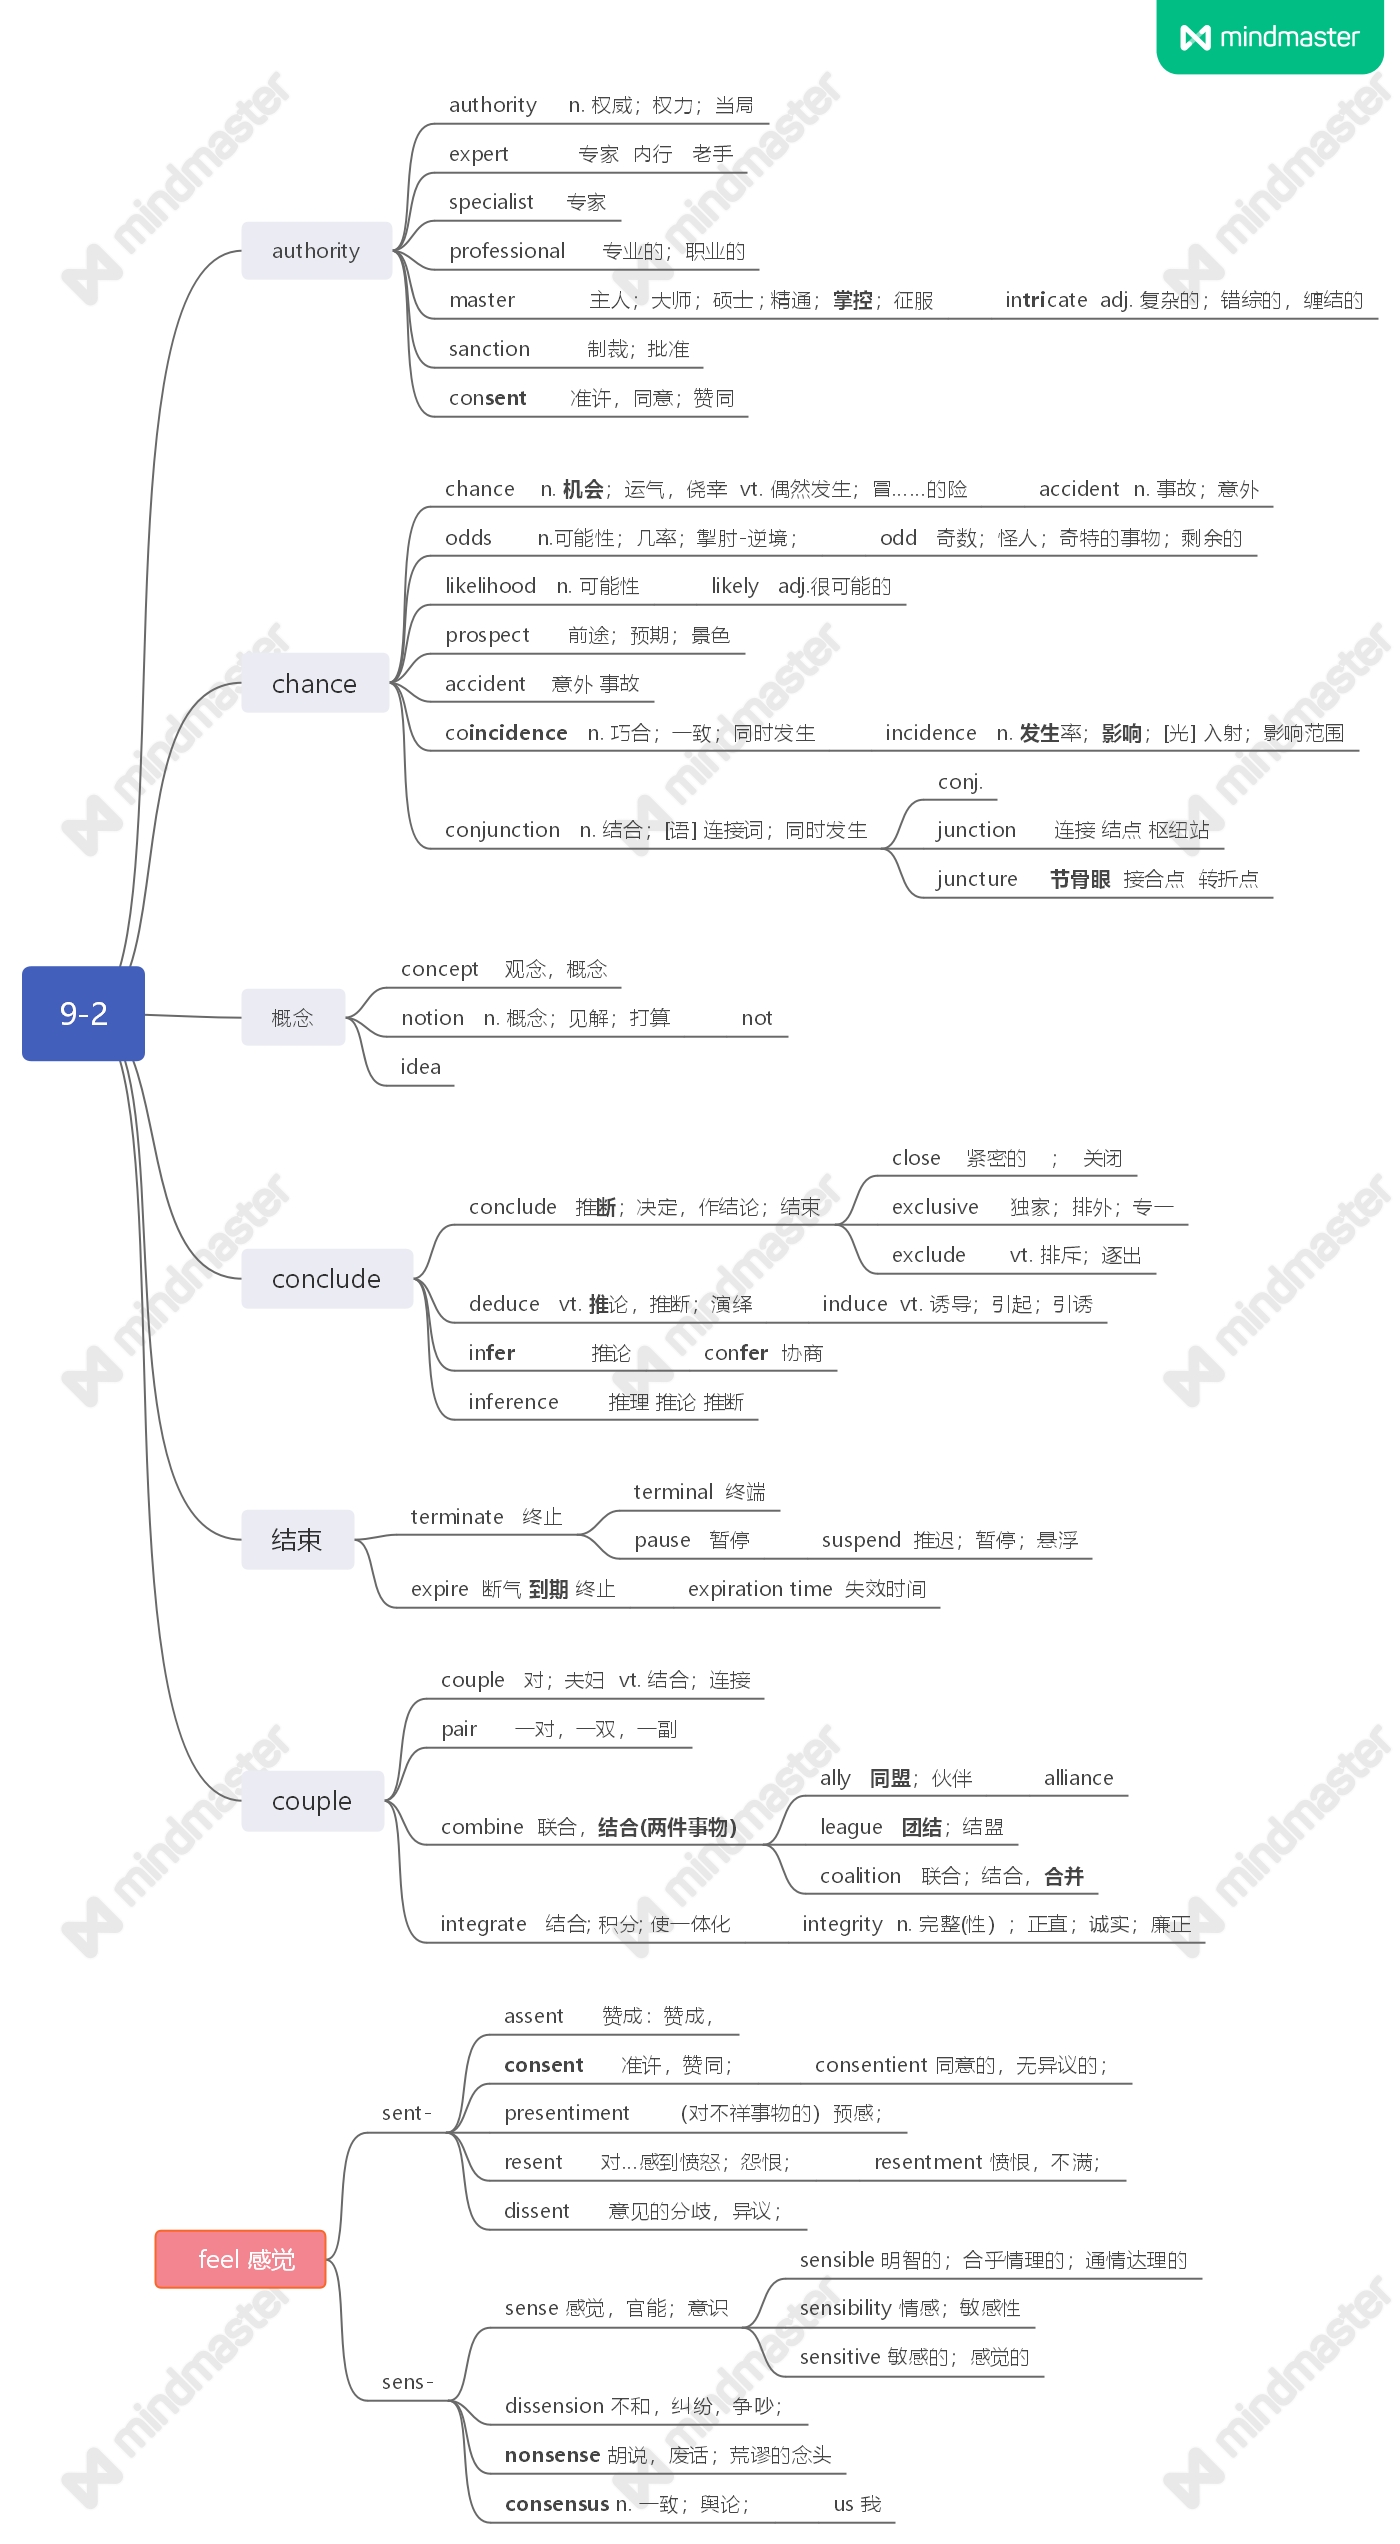 mindmaster
authority n. 权威；权力；当局
expert 专家 内行 老手
specialist 专家
authority
professional 专业的；职业的
master 主人；大师；硕士；精通；掌控；征服 intricate adj. 复杂的；错综的，缠结的
sanction 制裁；批准
consent 准许，同意；赞同
chance n. 机会；运气，侥幸 vt. 偶然发生；冒……的险 accident n. 事故；意外
odds n.可能性；几率；掣肘-逆境； odd 奇数；怪人；奇特的事物；剩余的
likelihood n. 可能性 likely adj.很可能的
prospect 前途；预期；景色
chance
accident 意外 事故
coincidence n. 巧合；一致；同时发生 incidence n. 发生率；影响；[光] 入射；影响范围
conj.
conjunction n. 结合；[语] 连接词；同时发生
junction 连接 结点 枢纽站
juncture 节骨眼 接合点 转折点
9-2
概念
concept 观念，概念
notion n. 概念；见解；打算 not
idea
close 紧密的 ； 关闭
conclude 推断；决定，作结论；结束
exclusive 独家；排外；专一
exclude vt. 排斥；逐出
conclude
deduce vt. 推论，推断；演绎 induce vt. 诱导；引起；引诱
infer 推论 confer 协商
inference 推理 推论 推断
结束
terminal 终端
terminate 终止
pause 暂停 suspend 推迟；暂停；悬浮
expire 断气 到期 终止 expiration time 失效时间
couple 对；夫妇 vt. 结合；连接
pair 一对，一双，一副
couple
ally 同盟；伙伴 alliance
combine 联合，结合(两件事物)
league 团结；结盟
coalition 联合；结合，合并
integrate 结合; 积分; 使一体化 integrity n. 完整(性）；正直；诚实；廉正
feel 感觉
sent-
assent 赞成：赞成，
consent 准许，赞同； consentient 同意的，无异议的；
presentiment (对不祥事物的）预感；
resent 对...感到愤怒；怨恨； resentment 愤恨，不满；
dissent 意见的分歧，异议；
sens-
sense 感觉，官能；意识
sensible 明智的；合乎情理的；通情达理的
sensibility 情感；敏感性
sensitive 敏感的；感觉的
dissension 不和，纠纷，争吵；
nonsense 胡说，废话；荒谬的念头
consensus n. 一致；舆论； us 我